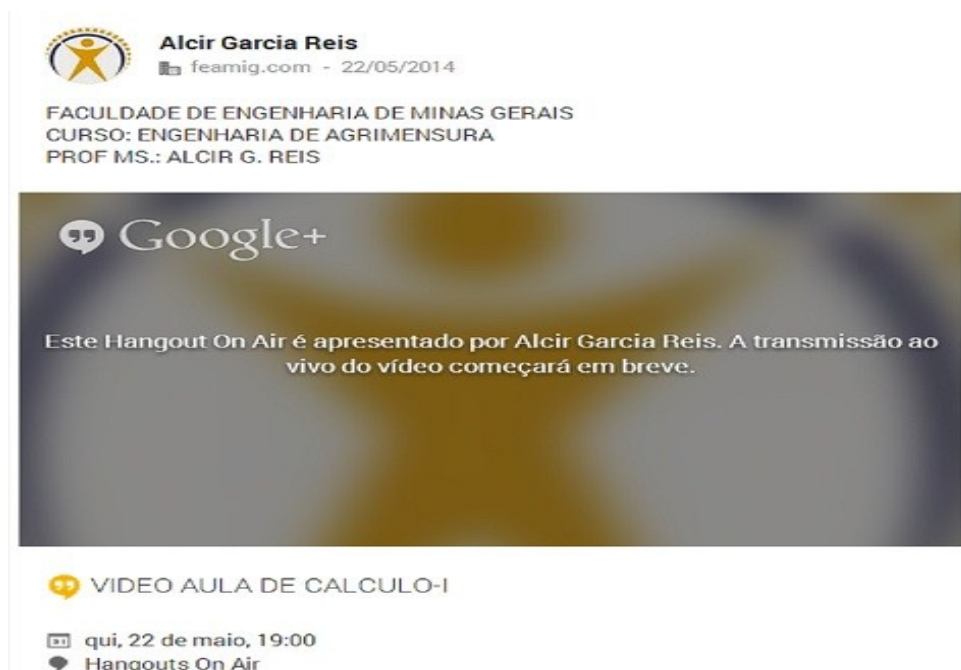 Alcir Garcia Reis
feamig.com - 22/05/2014
FACULDADE DE ENGENHARIA DE MINAS GERAIS
CURSO: ENGENHARIA DE AGRIMENSURA
PROF MS.: ALCIR G. REIS
Google+
Este Hangout On Air é apresentado por Alcir Garcia Reis. A transmissão ao
vivo do vídeo começará em breve.
VIDEO AULA DE CALCULO-I
qui, 22 de maio, 19:00
Hangouts On Air